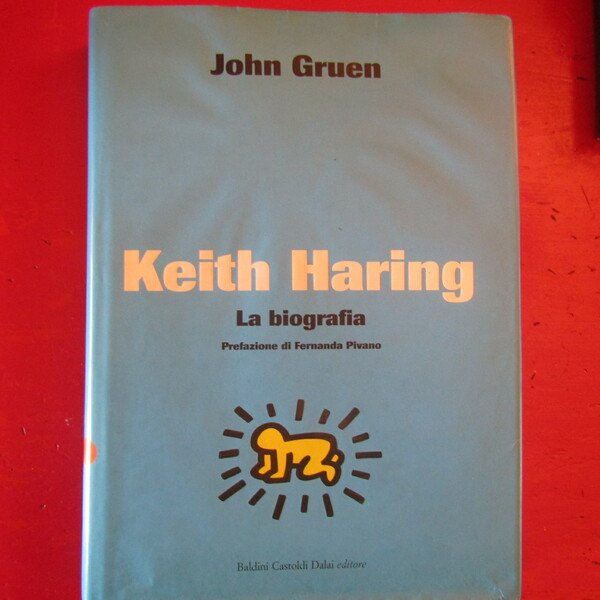 John Gruen
Keith Haring
La biografia
Prefazione di Fernanda Pivano
Baldini Castoldi Dalai editore